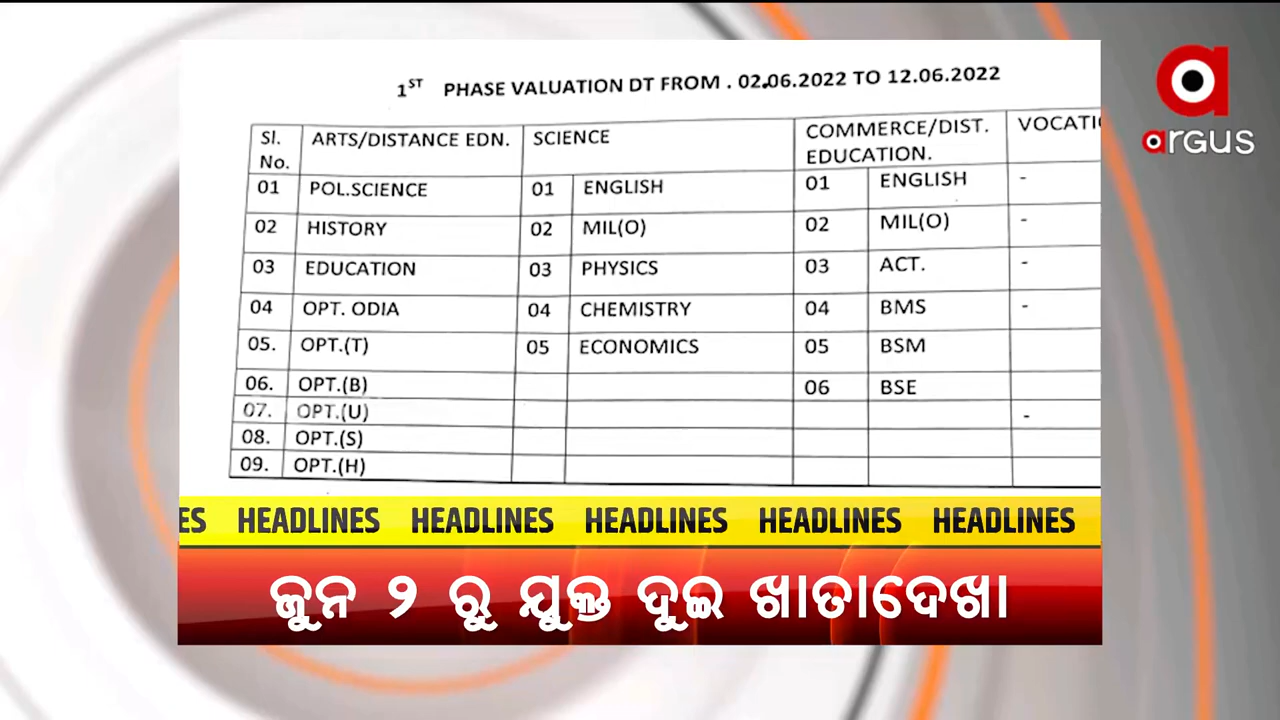 1ST PHASE VALUATION DT FROM . 02.06.2022 TO 12.06.2022
Sl. No. ARTS/DISTANCE EDN. SCIENCE COMMERCE/DIST. EDUCATION. VOCATI
01 POL.SCIENCE 01 ENGLISH 01 ENGLISH -
02 HISTORY 02 MIL(O) 02 MIL(O) -
03 EDUCATION 03 PHYSICS 03 ACT. -
04 OPT. ODIA 04 CHEMISTRY 04 BMS -
05. OPT.(T) 05 ECONOMICS 05 BSM
06. OPT.(B) 06 BSE
07. OPT.(U) -
08. OPT.(S)
09. OPT.(H)
argus
ES HEADLINES HEADLINES HEADLINES HEADLINES HEADLINES
ଜୁନ ୨ ରୁ ଯୁକ୍ତ ଦୁଇ ଖାତାଦେଖା